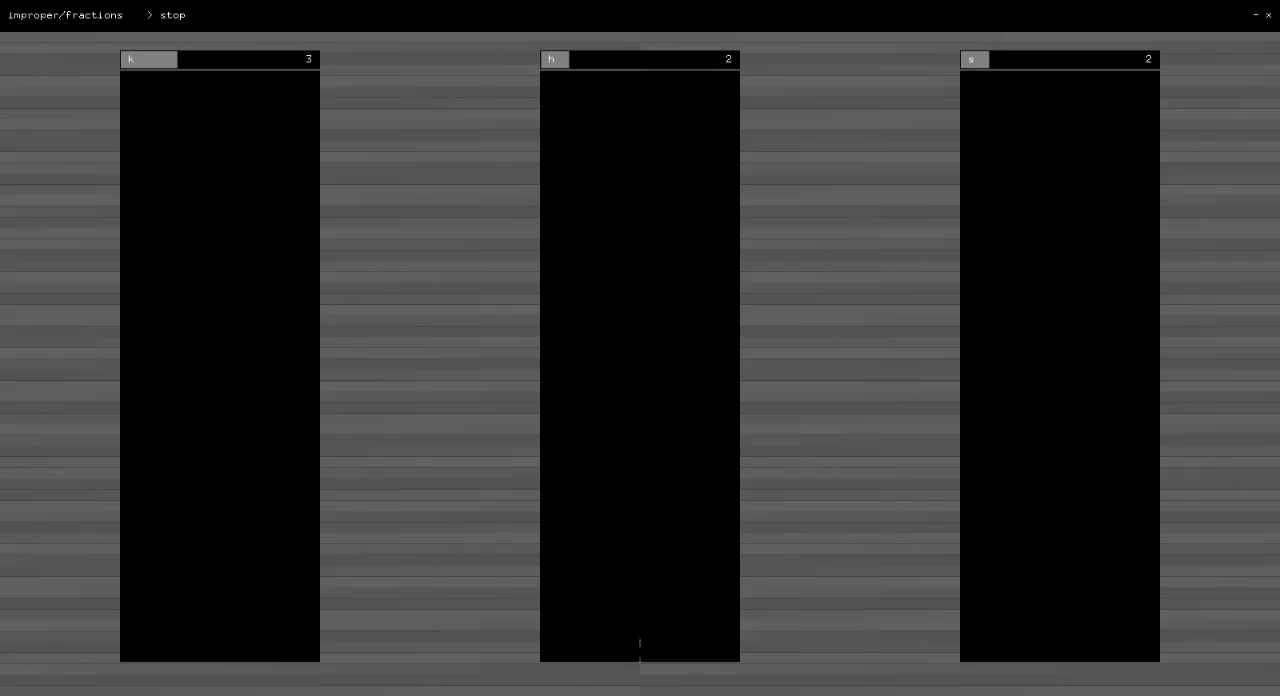 improper/fractions > stop - ×
k 3
h 2
s 2